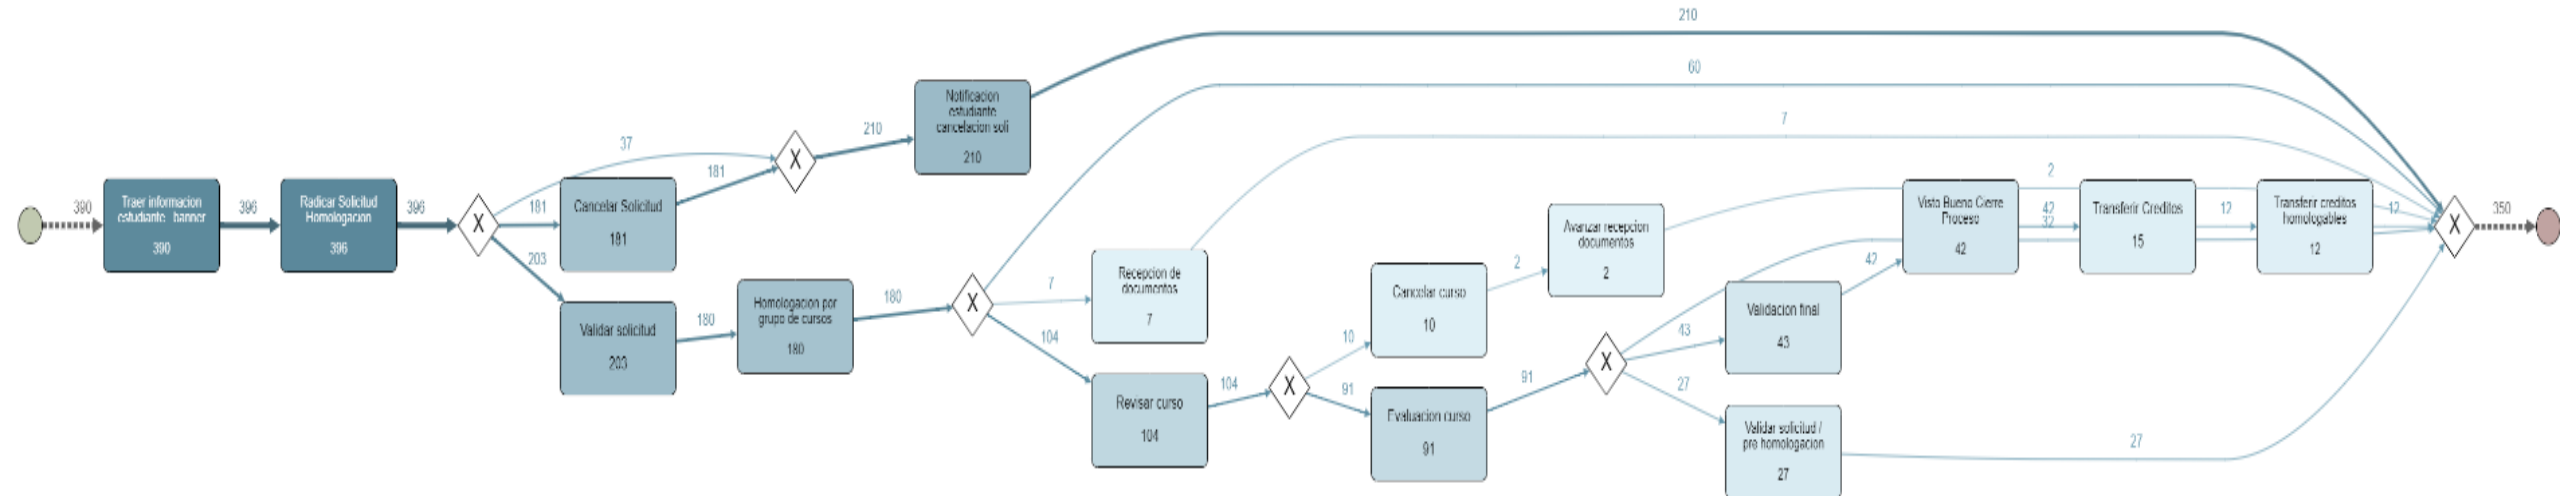 390
Traer informacion
estudiante banner
390
396
Radicar Solicitud
Homologacion
396
396
X
37
181
203
Cancelar Solicitud
181
181
Validar solicitud
203
X
210
Notificacion
estudiante
cancelacion soli
210
210
180
Homologacion por
grupo de cursos
180
180
X
60
7
104
Recepcion de
documentos
7
7
Revisar curso
104
104
X
10
91
Cancelar curso
10
2
Avanzar recepcion
documentos
2
2
Evaluacion curso
91
91
X
32
43
27
Validacion final
43
42
Visto Bueno Cierre
Proceso
42
42
Transferir Creditos
15
12
Transferir creditos
homologables
12
12
Validar solicitud /
pre homologacion
27
27
X
350